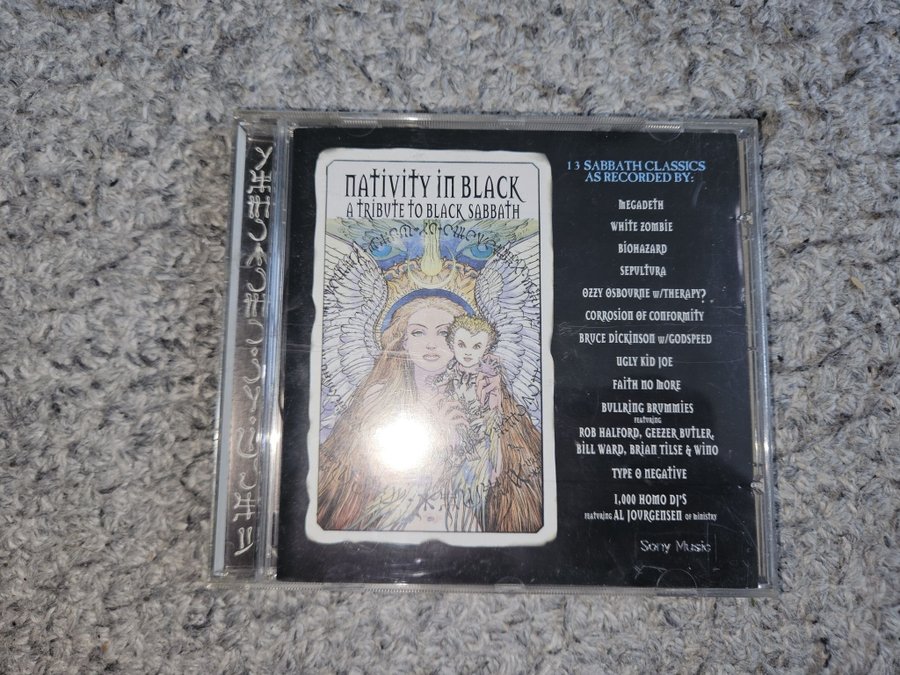 NATIVITY IN BLACK
A TRIBUTE TO BLACK SABBATH
13 SABBATH CLASSICS
AS RECORDED BY:
MEGADETH
WHITE ZOMBIE
BIOHAZARD
SEPULTURA
OZZY OSBOURNE W/THERAPY?
CORROSION OF CONFORMITY
BRUCE DICKINSON W/GODSPEED
UGLY KID JOE
FAITH NO MORE
BULLRING BRUMMIES
FEATURING
ROB HALFORD, GEEZER BUTLER,
BILL WARD, BRIAN TILSE & WINO
TYPE O NEGATIVE
1,000 HOMO DJ'S
FEATURING AL JOURGENSEN OF MINISTRY
Sony Music